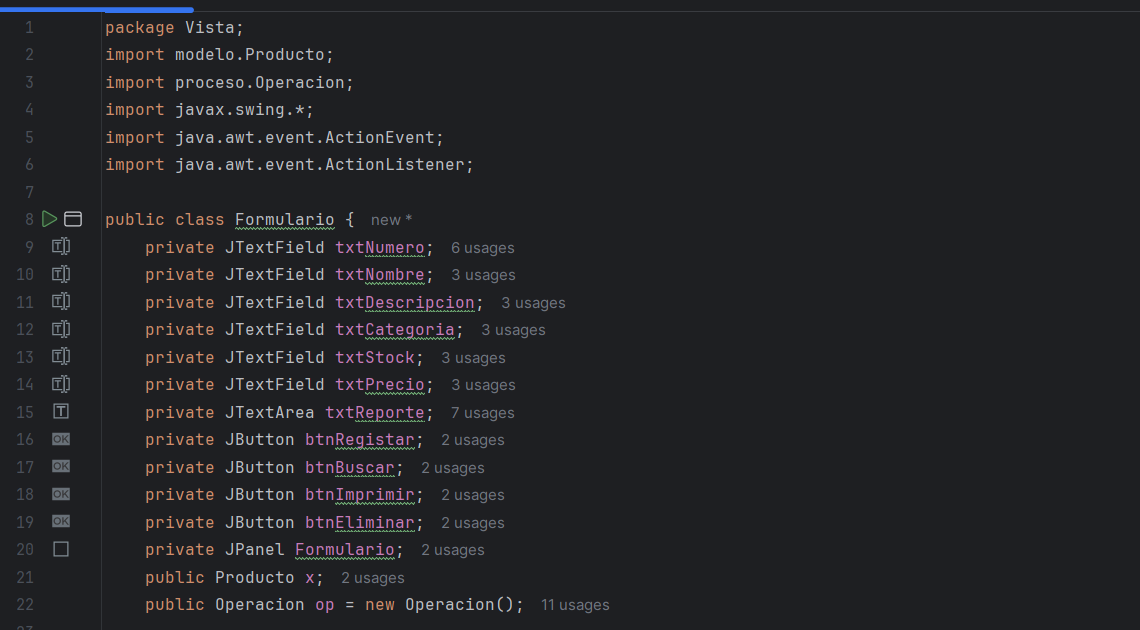 1 package Vista;
2 import modelo.Producto;
3 import proceso.Operacion;
4 import javax.swing.*;
5 import java.awt.event.ActionEvent;
6 import java.awt.event.ActionListener;
7
8 public class Formulario { new *
9 T private JTextField txtNumero; 6 usages
10 T private JTextField txtNombre; 3 usages
11 T private JTextField txtDescripcion; 3 usages
12 T private JTextField txtCategoria; 3 usages
13 T private JTextField txtStock; 3 usages
14 T private JTextField txtPrecio; 3 usages
15 T private JTextArea txtReporte; 7 usages
16 OK private JButton btnRegistar; 2 usages
17 OK private JButton btnBuscar; 2 usages
18 OK private JButton btnImprimir; 2 usages
19 OK private JButton btnEliminar; 2 usages
20 private JPanel Formulario; 2 usages
21 public Producto x; 2 usages
22 public Operacion op = new Operacion(); 11 usages